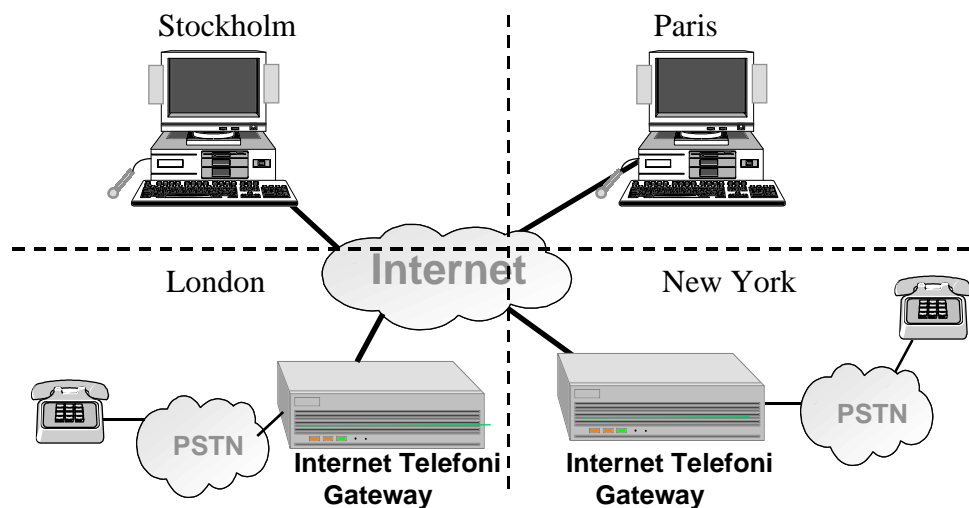 Stockholm
Paris
Internet
London
New York
PSTN
PSTN
Internet Telefoni
Gateway
Internet Telefoni
Gateway